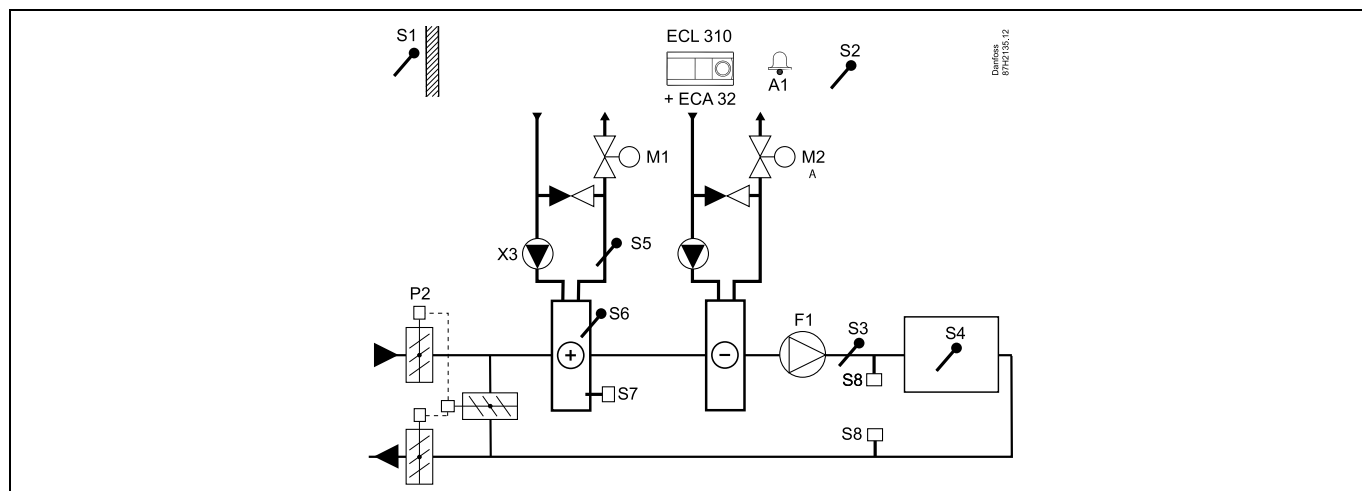 S1
ECL 310
+ ECA 32
A1
S2
Danfoss
87H2135.12
M1
M2
A
X3
S5
P2
S6
+
−
F1
S3
S4
S7
S8
S8